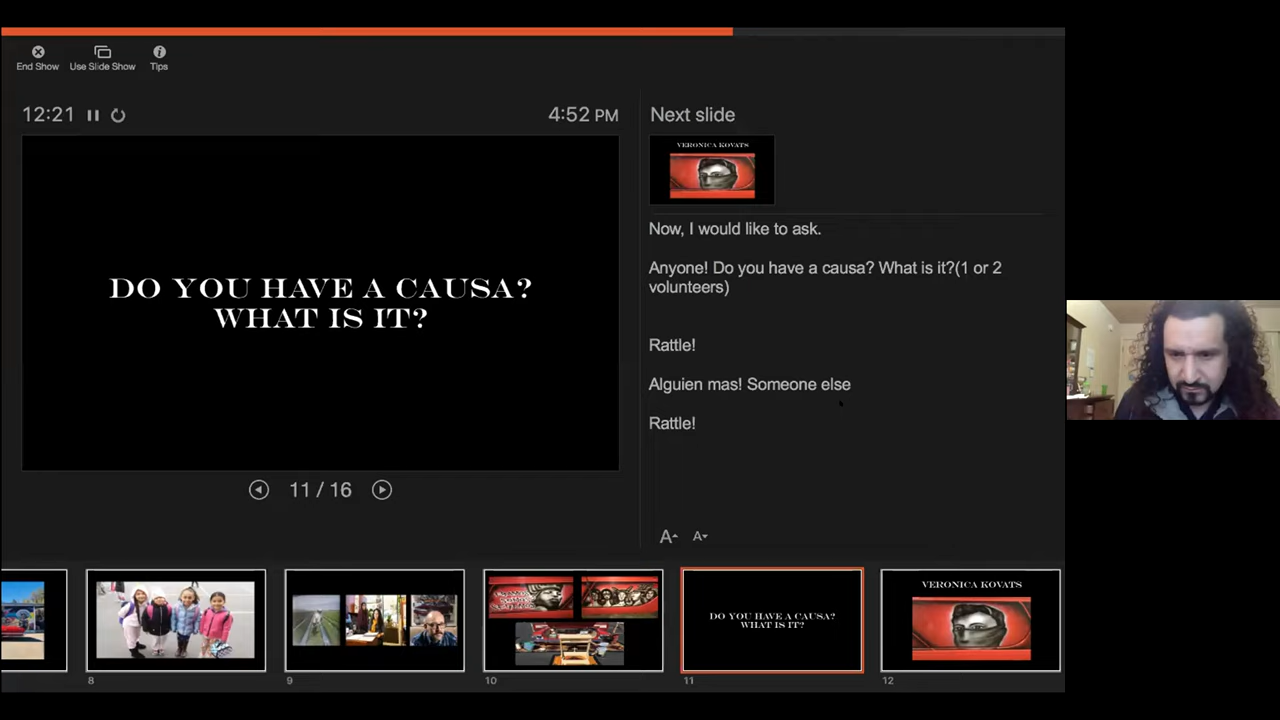 End Show
Use Slide Show
Tips
12:21
4:52 PM
DO YOU HAVE A CAUSA?
WHAT IS IT?
11 / 16
Next slide
VERONICA KOVATS
Now, I would like to ask.
Anyone! Do you have a causa? What is it?(1 or 2
volunteers)
Rattle!
Alguien mas! Someone else
Rattle!
A
A
DO YOU HAVE A CAUSA?
WHAT IS IT?
VERONICA KOVATS
8
9
10
11
12